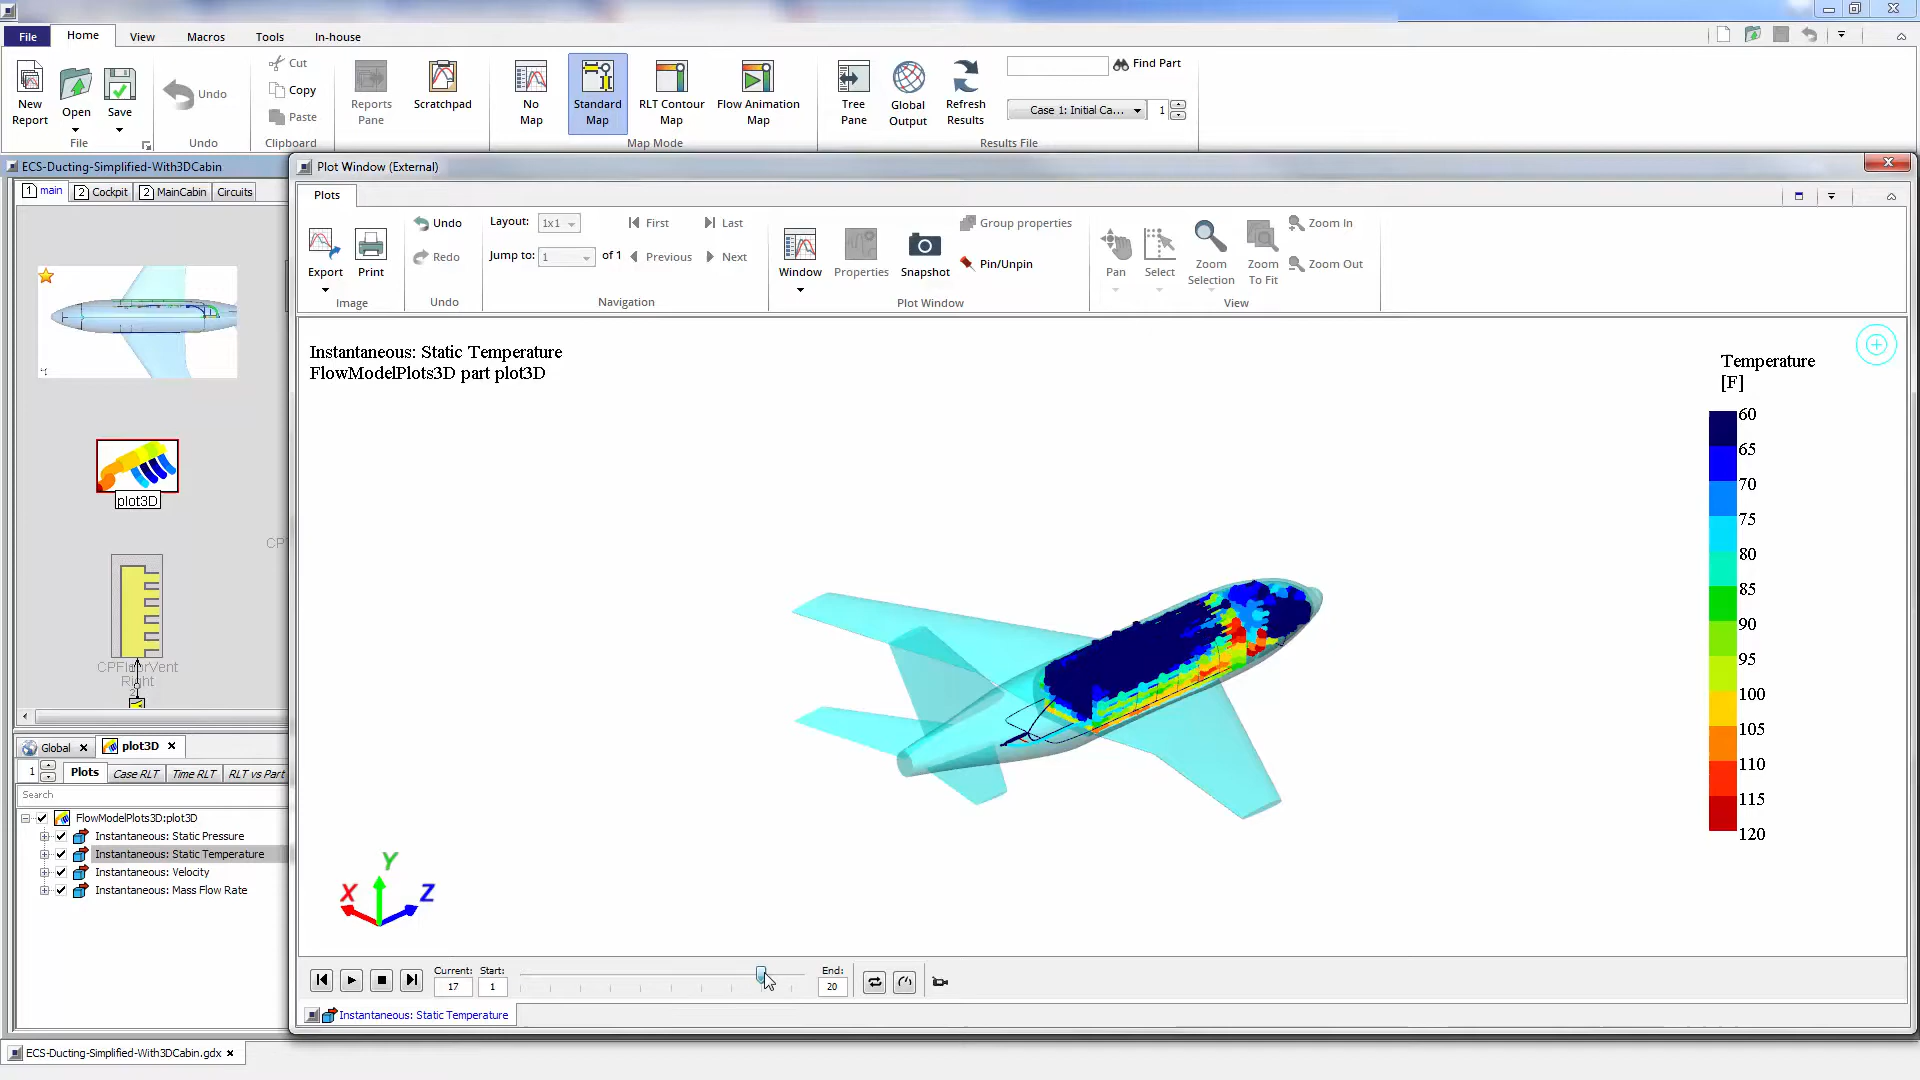 File
Home
View
Macros
Tools
In-house
New Report
Open
Save
File
Undo
Undo
Cut
Copy
Paste
Clipboard
Reports Pane
Scratchpad
No Map
Standard Map
RLT Contour Map
Flow Animation Map
Map Mode
Tree Pane
Global Output
Refresh Results
Find Part
Case 1: Initial Ca...
1
Results File
ECS-Ducting-Simplified-With3DCabin
1 main
2 Cockpit
2 MainCabin
Circuits
plot3D
CPFloorVent
Right
2
Global
plot3D
1
Plots
Case RLT
Time RLT
RLT vs Part
Search
FlowModelPlots3D:plot3D
Instantaneous: Static Pressure
Instantaneous: Static Temperature
Instantaneous: Velocity
Instantaneous: Mass Flow Rate
ECS-Ducting-Simplified-With3DCabin.gdx
Plot Window (External)
Plots
Export
Print
Image
Undo
Redo
Undo
Layout: 1x1
First
Last
Jump to: 1 of 1
Previous
Next
Navigation
Window
Properties
Snapshot
Group properties
Pin/Unpin
Plot Window
Pan
Select
Zoom Selection
Zoom To Fit
Zoom In
Zoom Out
View
Instantaneous: Static Temperature
FlowModelPlots3D part plot3D
Temperature
[F]
60
65
70
75
80
85
90
95
100
105
110
115
120
Y
X
Z
Current: 17
Start: 1
End: 20
Instantaneous: Static Temperature